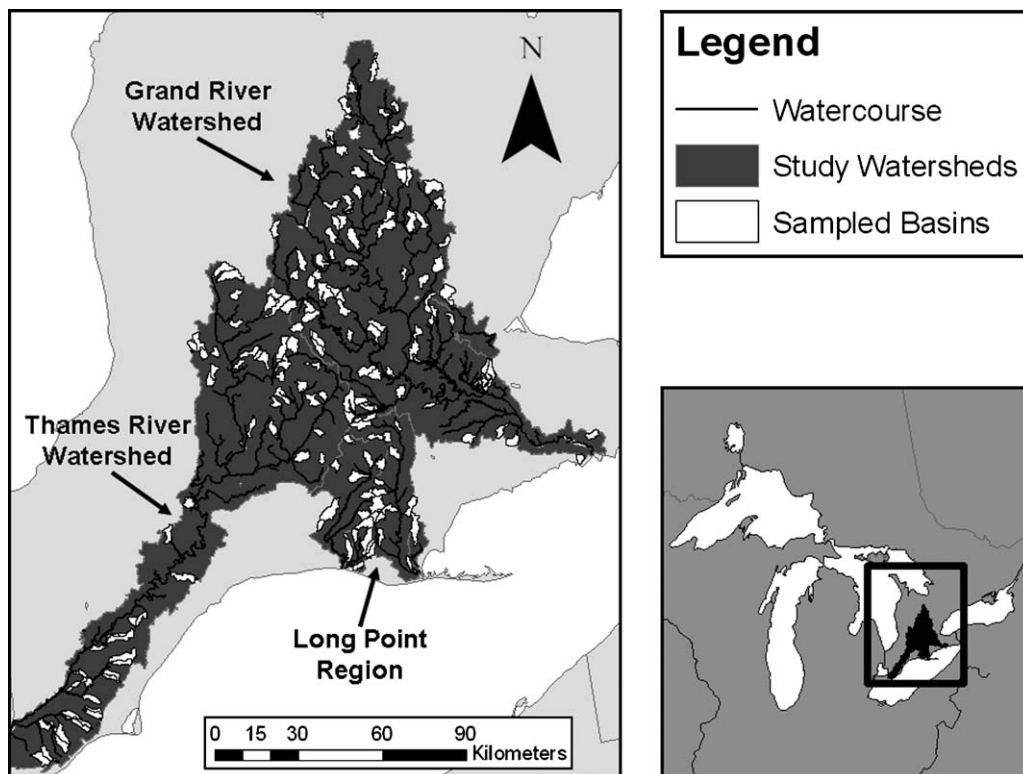 Grand River
Watershed
N
Thames River
Watershed
Long Point
Region
0 15 30 60 90
Kilometers
Legend
Watercourse
Study Watersheds
Sampled Basins